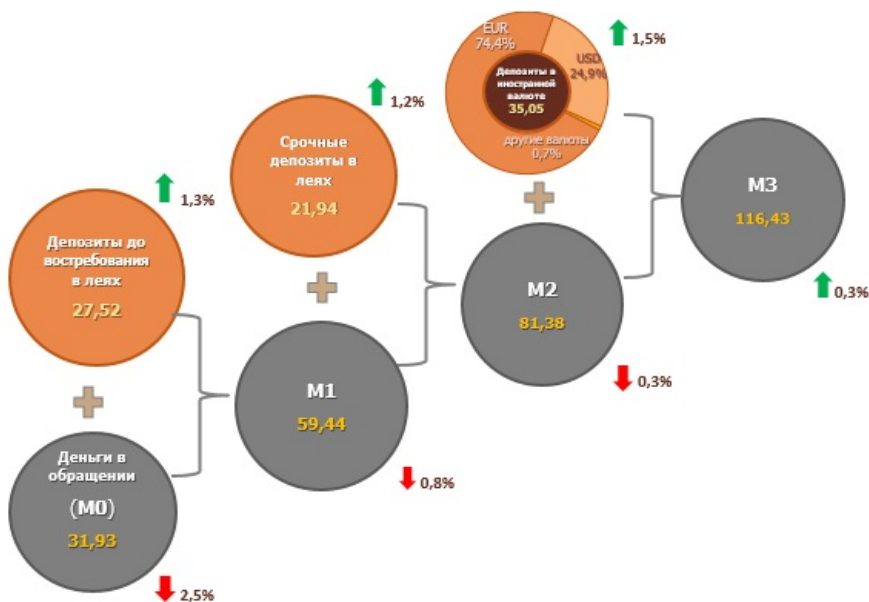 EUR
74,4%
USD
24,9%
Депозиты в
иностранной
валюте
35,05
другие валюты
0,7%
1,5%
Срочные
депозиты в
леях
21,94
1,2%
M3
116,43
0,3%
Депозиты до
востребования
в леях
27,52
1,3%
M2
81,38
0,3%
M1
59,44
0,8%
Деньги в
обращении
(M0)
31,93
2,5%